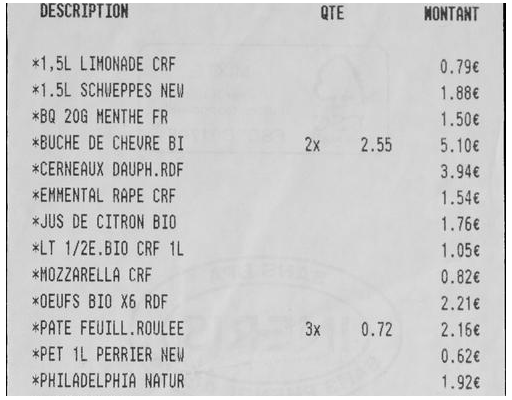 DESCRIPTION QTE MONTANT
*1,5L LIMONADE CRF 0.79€
*1.5L SCHWEPPES NEW 1.88€
*BQ 20G MENTHE FR 1.50€
*BUCHE DE CHEVRE BI 2x 2.55 5.10€
*CERNEAUX DAUPH.RDF 3.94€
*EMMENTAL RAPE CRF 1.54€
*JUS DE CITRON BIO 1.76€
*LT 1/2E.BIO CRF 1L 1.05€
*MOZZARELLA CRF 0.82€
*OEUFS BIO X6 RDF 2.21€
*PATE FEUILL.ROULEE 3x 0.72 2.16€
*PET 1L PERRIER NEW 0.62€
*PHILADELPHIA NATUR 1.92€